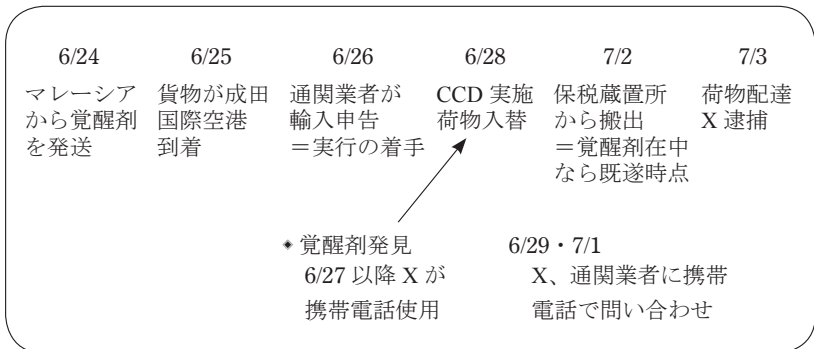 6/24 6/25 6/26 6/28 7/2 7/3
マレーシア 貨物が成田 通関業者が CCD 実施 保税蔵置所 荷物配達
から覚醒剤 国際空港 輸入申告 荷物入替 から搬出 X 逮捕
を発送 到着 ＝実行の着手 ＝覚醒剤在中
なら既遂時点
◆ 覚醒剤発見 6/29・7/1
6/27 以降 X が X、通関業者に携帯
携帯電話使用 電話で問い合わせ